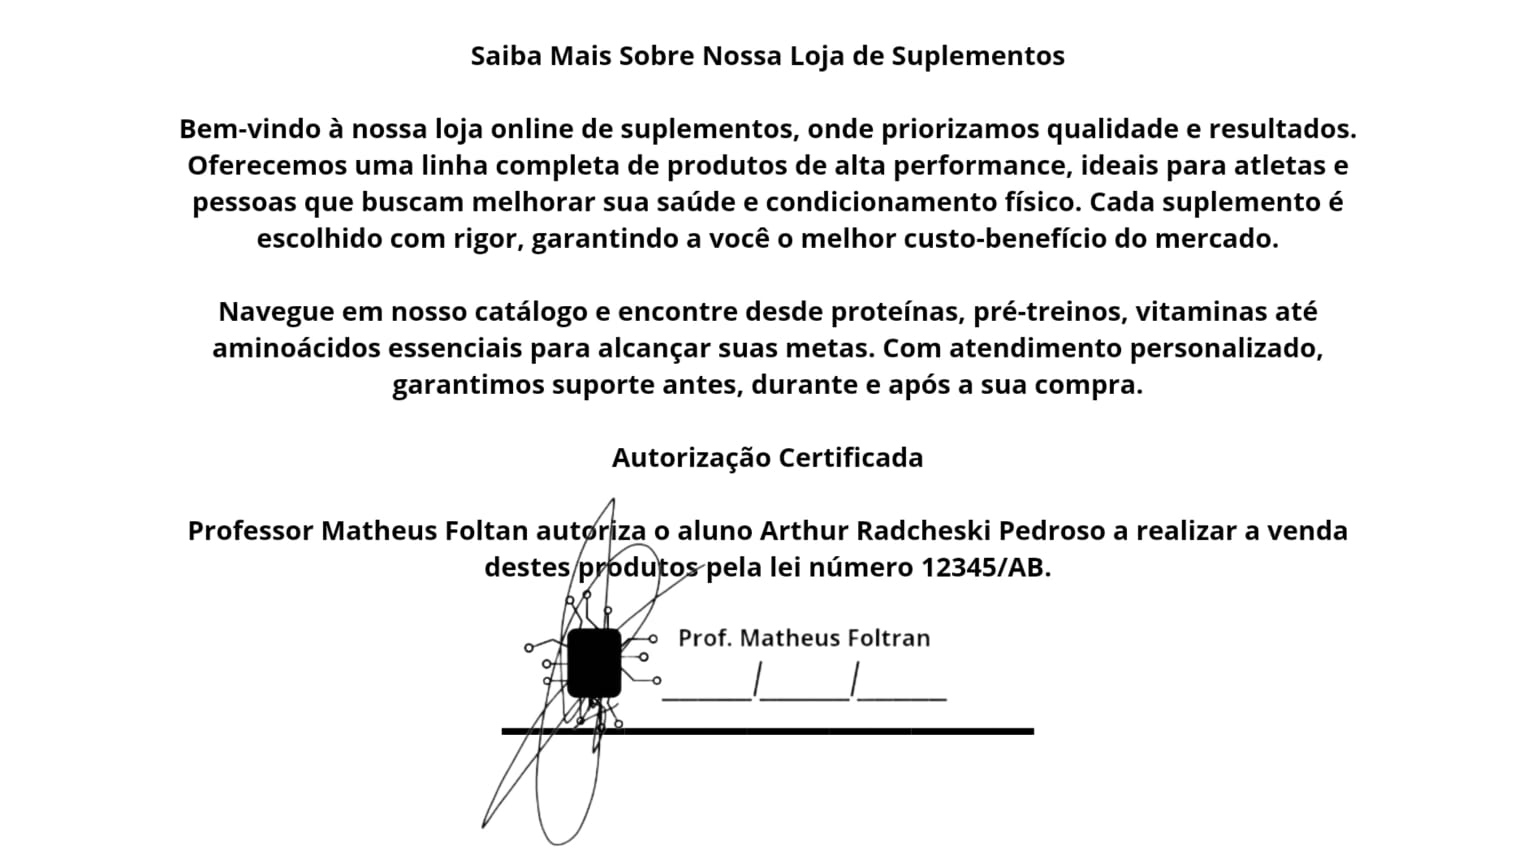 Saiba Mais Sobre Nossa Loja de Suplementos
Bem-vindo à nossa loja online de suplementos, onde priorizamos qualidade e resultados.
Oferecemos uma linha completa de produtos de alta performance, ideais para atletas e
pessoas que buscam melhorar sua saúde e condicionamento físico. Cada suplemento é
escolhido com rigor, garantindo a você o melhor custo-benefício do mercado.
Navegue em nosso catálogo e encontre desde proteínas, pré-treinos, vitaminas até
aminoácidos essenciais para alcançar suas metas. Com atendimento personalizado,
garantimos suporte antes, durante e após a sua compra.
Autorização Certificada
Professor Matheus Foltan autoriza o aluno Arthur Radcheski Pedroso a realizar a venda
destes produtos pela lei número 12345/AB.
Prof. Matheus Foltran
_____/_____/_____